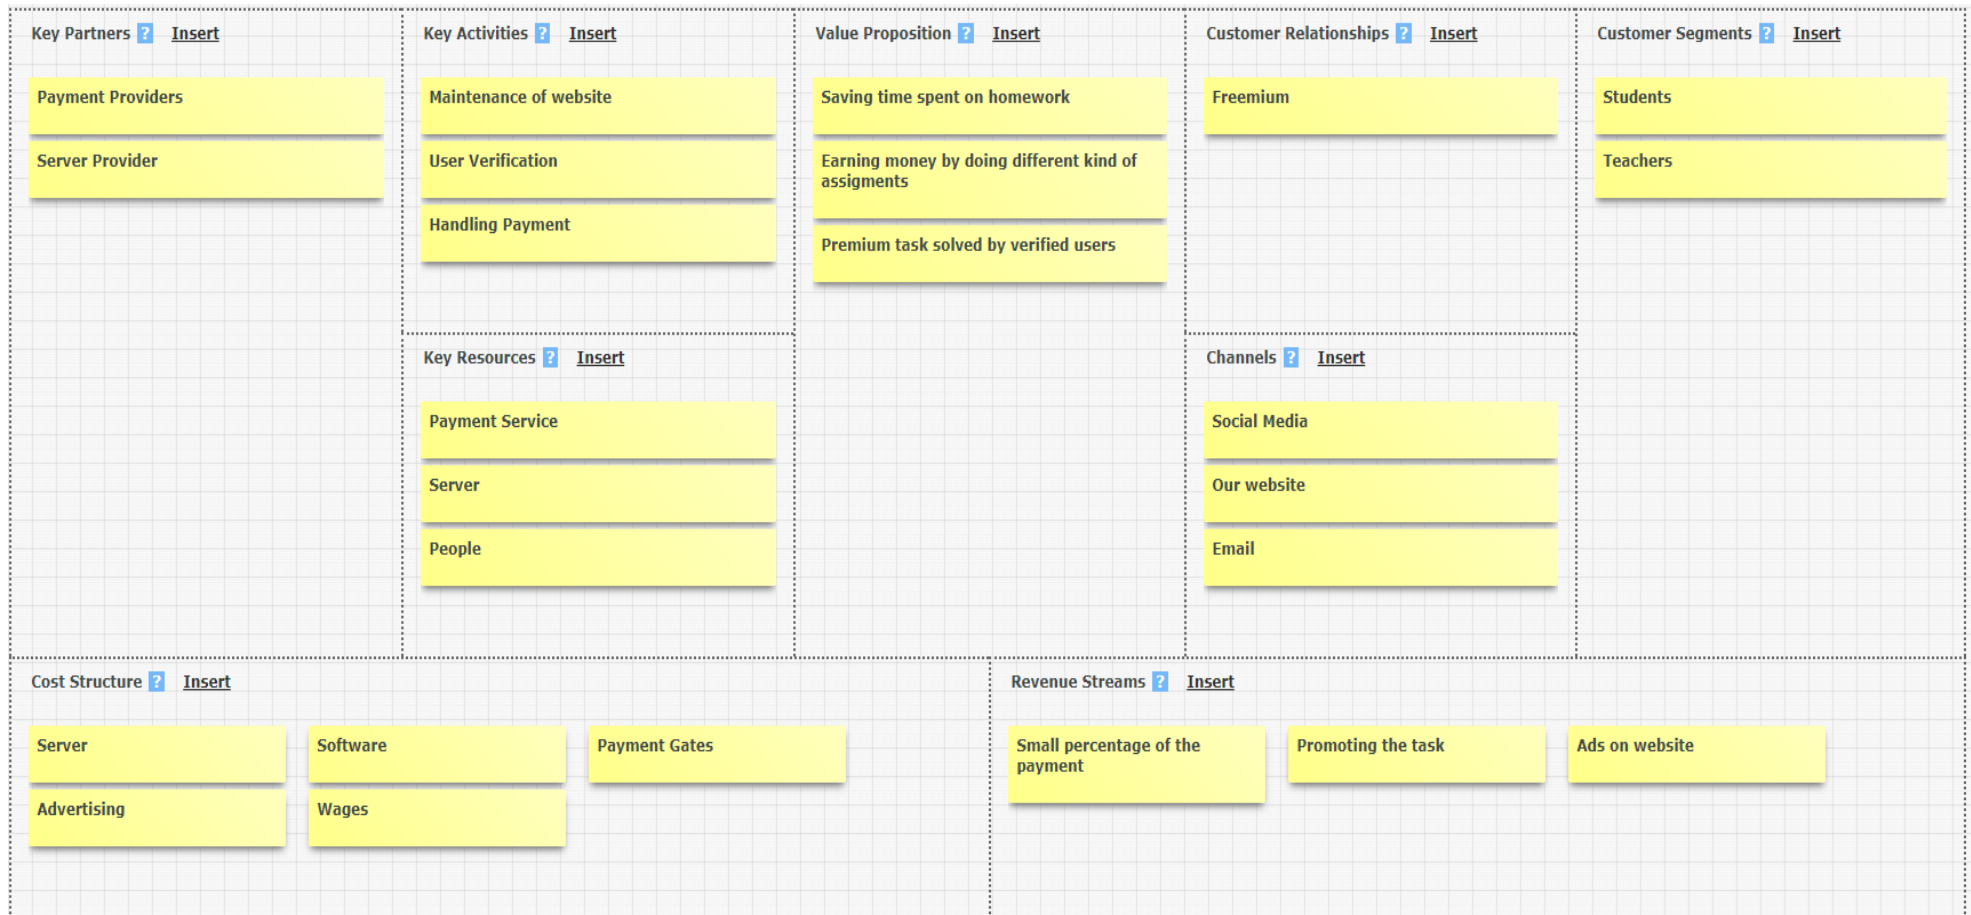 Key Partners ? Insert
Payment Providers
Server Provider
Key Activities ? Insert
Maintenance of website
User Verification
Handling Payment
Key Resources ? Insert
Payment Service
Server
People
Value Proposition ? Insert
Saving time spent on homework
Earning money by doing different kind of
assigments
Premium task solved by verified users
Customer Relationships ? Insert
Freemium
Channels ? Insert
Social Media
Our website
Email
Customer Segments ? Insert
Students
Teachers
Cost Structure ? Insert
Server
Software
Payment Gates
Advertising
Wages
Revenue Streams ? Insert
Small percentage of the
payment
Promoting the task
Ads on website